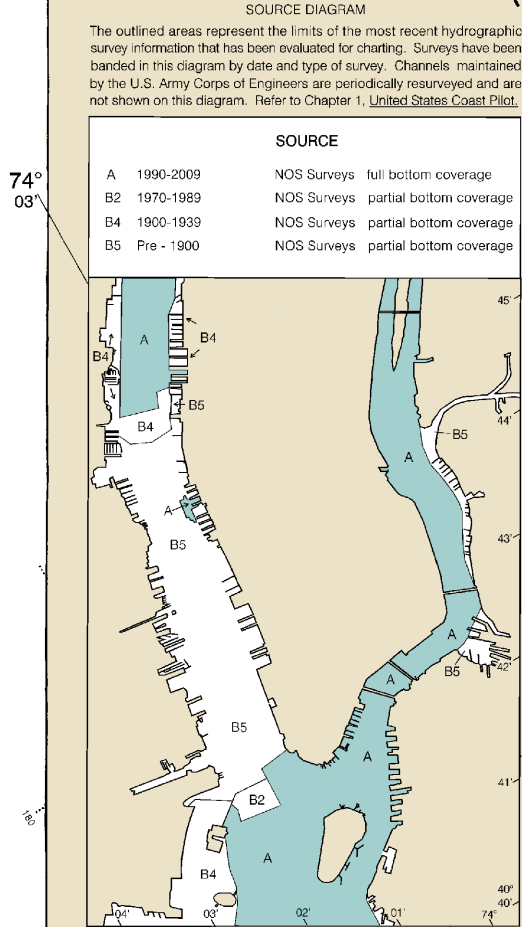 SOURCE DIAGRAM
The outlined areas represent the limits of the most recent hydrographic
survey information that has been evaluated for charting. Surveys have been
banded in this diagram by date and type of survey. Channels maintained
by the U.S. Army Corps of Engineers are periodically resurveyed and are
not shown on this diagram. Refer to Chapter 1, United States Coast Pilot.
SOURCE
A 1990-2009 NOS Surveys full bottom coverage
B2 1970-1989 NOS Surveys partial bottom coverage
B4 1900-1939 NOS Surveys partial bottom coverage
B5 Pre - 1900 NOS Surveys partial bottom coverage
74°
03'
45'
A
B4
B4
B5
44'
B4
B5
A
A
B5
43'
A
42'
B5
A
B5
A
41'
B2
180
A
B4
40°
40'
04'
03'
02'
01'
74°